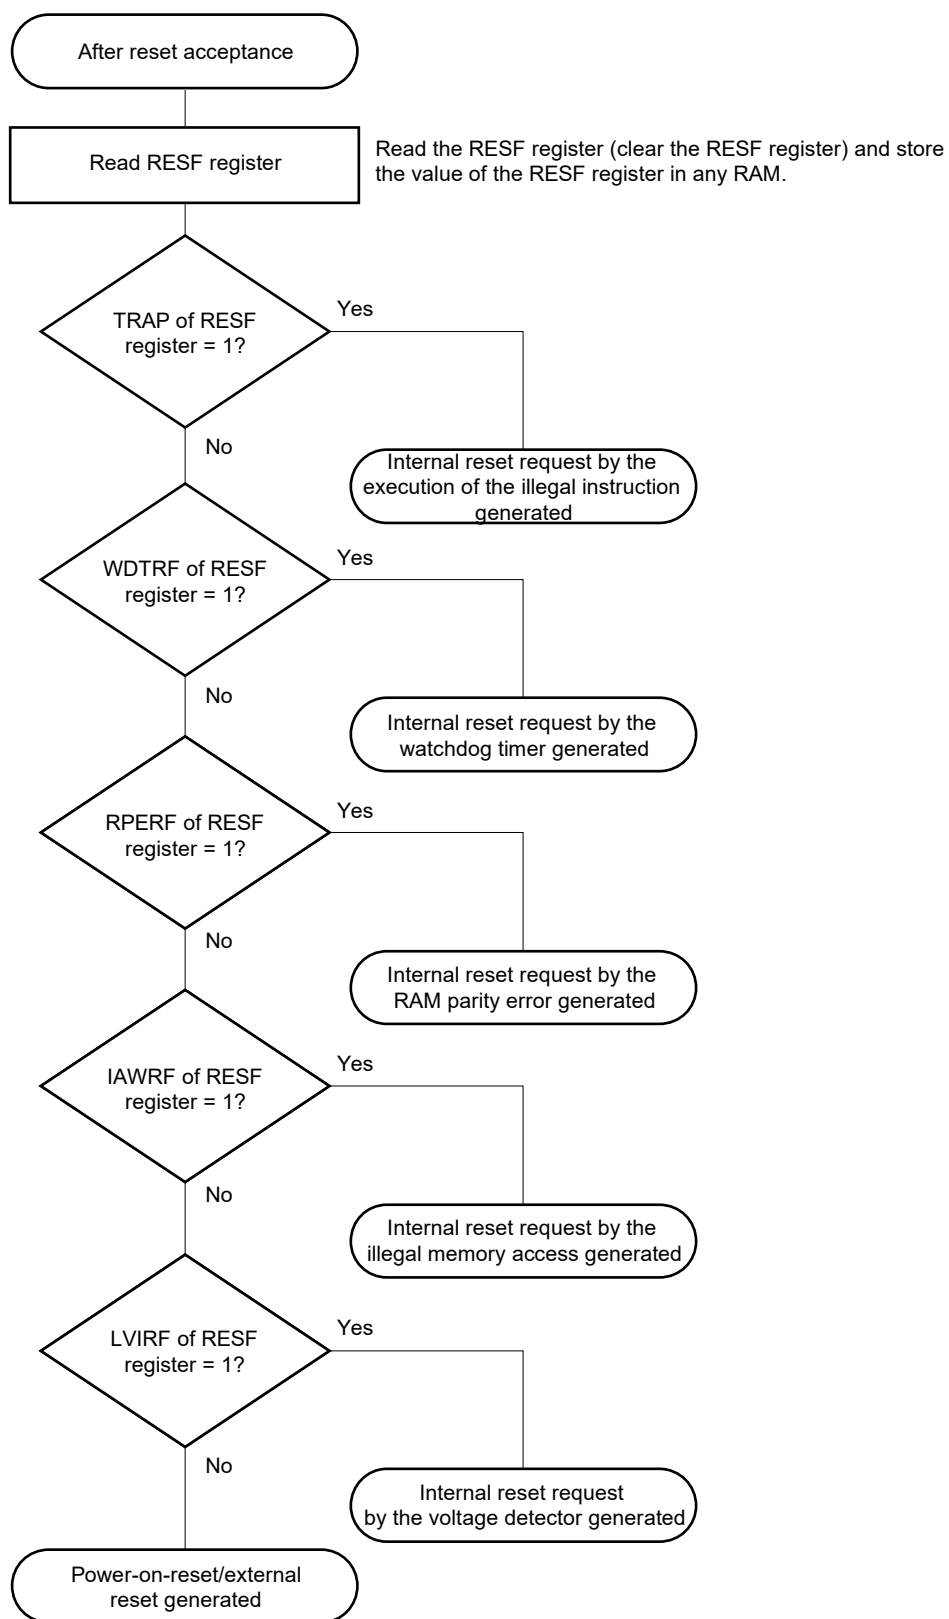 After reset acceptance
Read RESF register
Read the RESF register (clear the RESF register) and store
the value of the RESF register in any RAM.
TRAP of RESF
register = 1?
Yes
No
Internal reset request by the
execution of the illegal instruction
generated
WDTRF of RESF
register = 1?
Yes
No
Internal reset request by the
watchdog timer generated
RPERF of RESF
register = 1?
Yes
No
Internal reset request by the
RAM parity error generated
IAWRF of RESF
register = 1?
Yes
No
Internal reset request by the
illegal memory access generated
LVIRF of RESF
register = 1?
Yes
No
Internal reset request
by the voltage detector generated
Power-on-reset/external
reset generated